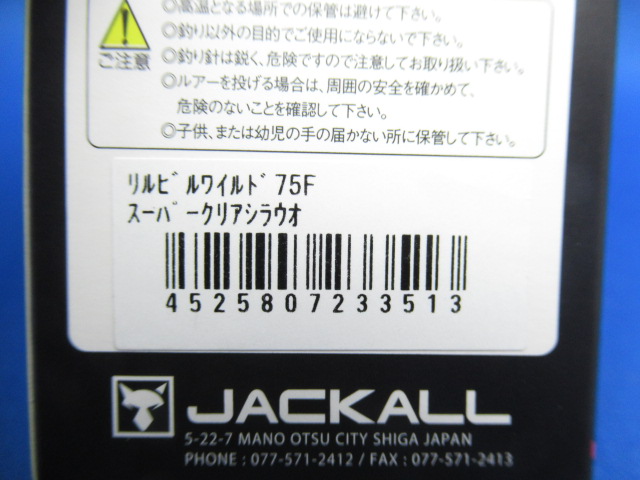 ◎高温となる場所での保管は避けて下さい。
◎釣り以外の目的でご使用にならないで下さい。
◎釣り針は鋭く、危険ですので注意してお取り扱い下さい。
ご注意
◎ルアーを投げる場合は、周囲の安全を確かめて、
危険のないことを確認して下さい。
◎子供、または幼児の手の届かない所に保管して下さい。
ﾘﾙﾋﾞﾙﾜｲﾙﾄﾞ75F
ｽｰﾊﾟｰｸﾘｱｼﾗｳｵ
4525807233513
JACKALL
5-22-7 MANO OTSU CITY SHIGA JAPAN
PHONE : 077-571-2412 / FAX : 077-571-2413